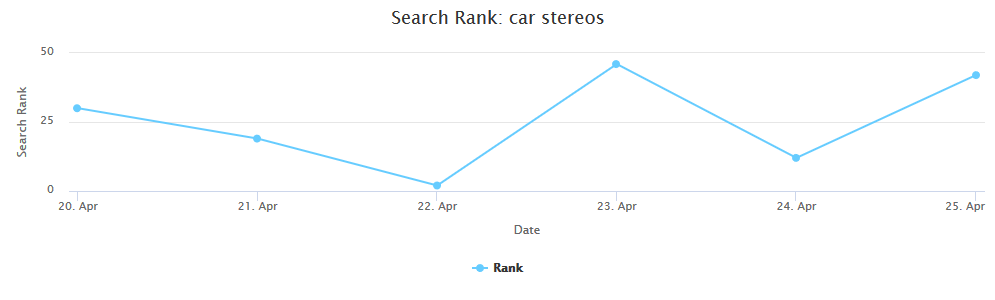 Search Rank: car stereos
50
25
0
Search Rank
20. Apr
21. Apr
22. Apr
23. Apr
24. Apr
25. Apr
Date
Rank